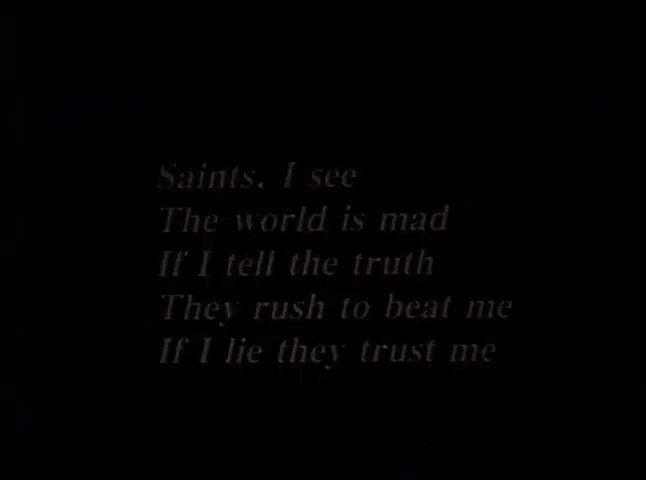 Saints, I see
The world is mad
If I tell the truth
They rush to beat me
If I lie they trust me